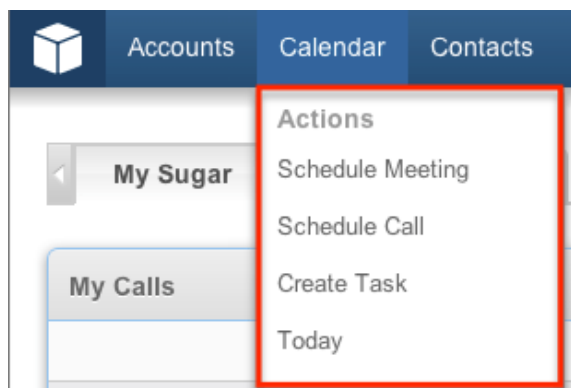 Accounts Calendar Contacts
Actions
My Sugar
Schedule Meeting
Schedule Call
My Calls
Create Task
Today